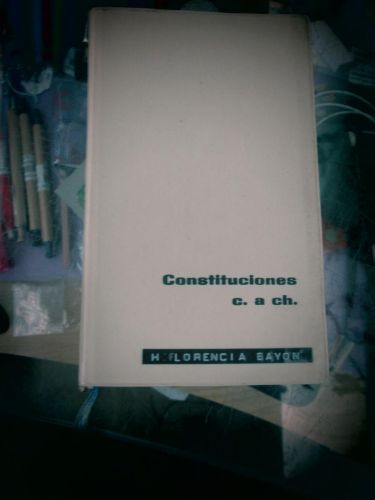 Constituciones
c. a ch.
H FLORENCIA BAYON